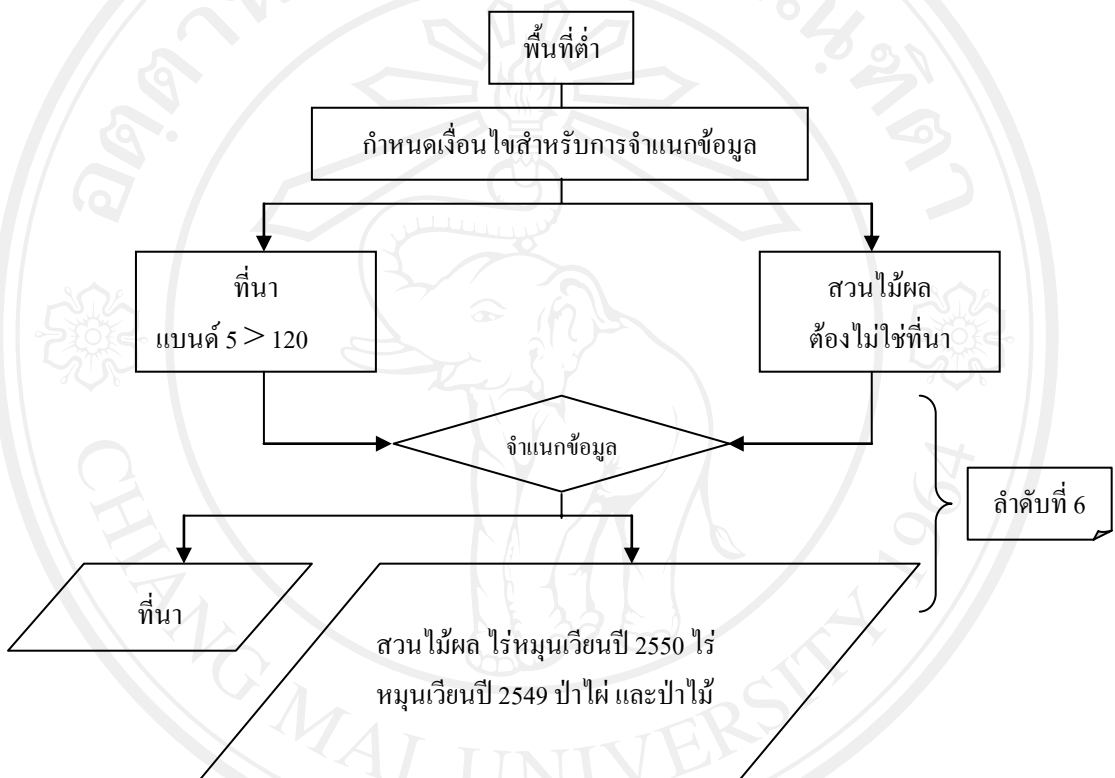 พื้นที่ต่ำ
กำหนดเงื่อนไขสำหรับการจำแนกข้อมูล
ที่นา
แบนด์ 5 > 120
สวนไม้ผล
ต้องไม่ใช่ที่นา
จำแนกข้อมูล
ลำดับที่ 6
ที่นา
สวนไม้ผล ไร่หมุนเวียนปี 2550 ไร่
หมุนเวียนปี 2549 ป่าไผ่ และป่าไม้
CHIANG MAI UNIVERSITY 1964